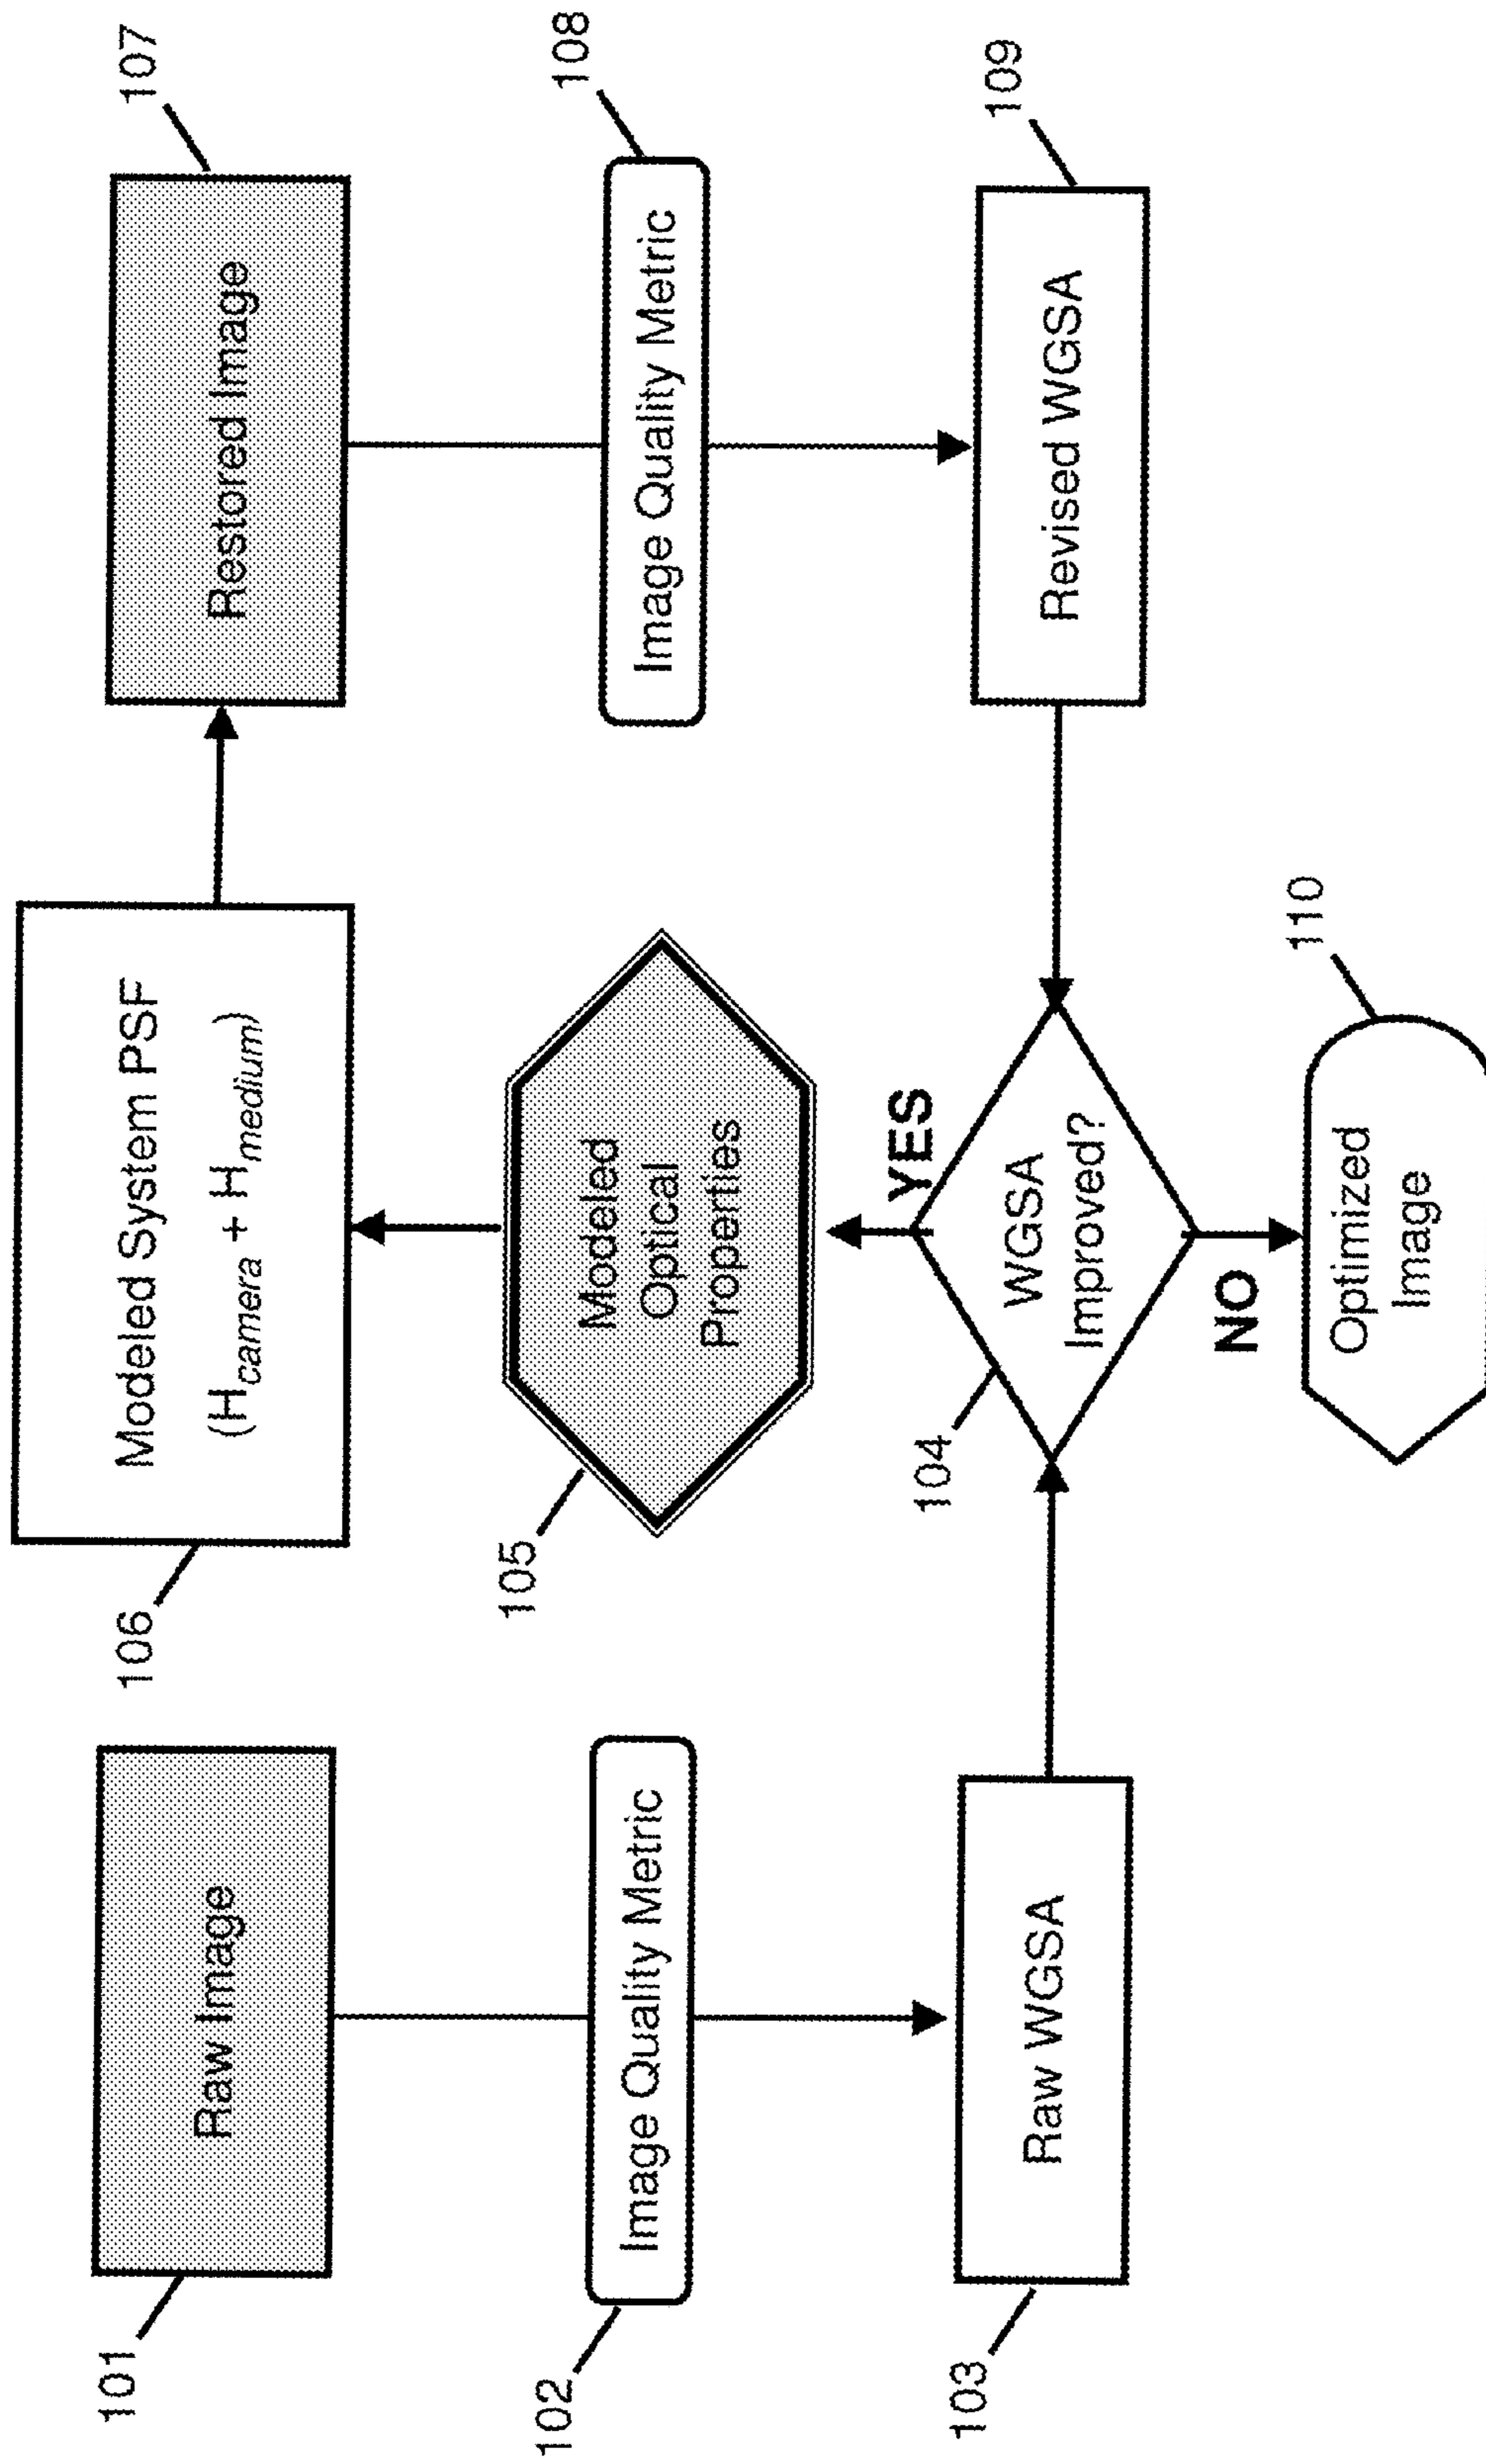 101
Raw Image
102
Image Quality Metric
103
Raw WGSA
106
Modeled System PSF
(Hcamera + Hmedium)
105
Modeled
Optical
Properties
YES
104
WGSA
Improved?
NO
110
Optimized
Image
107
Restored Image
108
Image Quality Metric
109
Revised WGSA